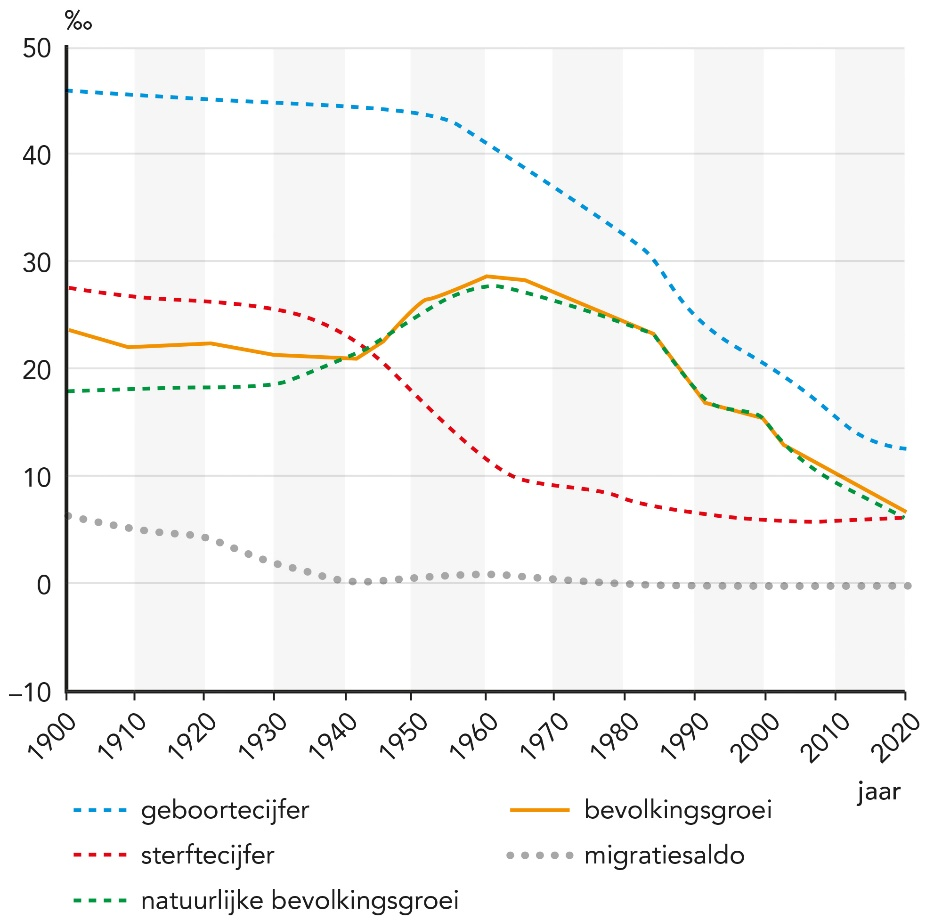 ‰
50
40
30
20
10
0
–10
1900 1910 1920 1930 1940 1950 1960 1970 1980 1990 2000 2010 2020
jaar
geboortecijfer bevolkingsgroei
sterftecijfer migratiesaldo
natuurlijke bevolkingsgroei